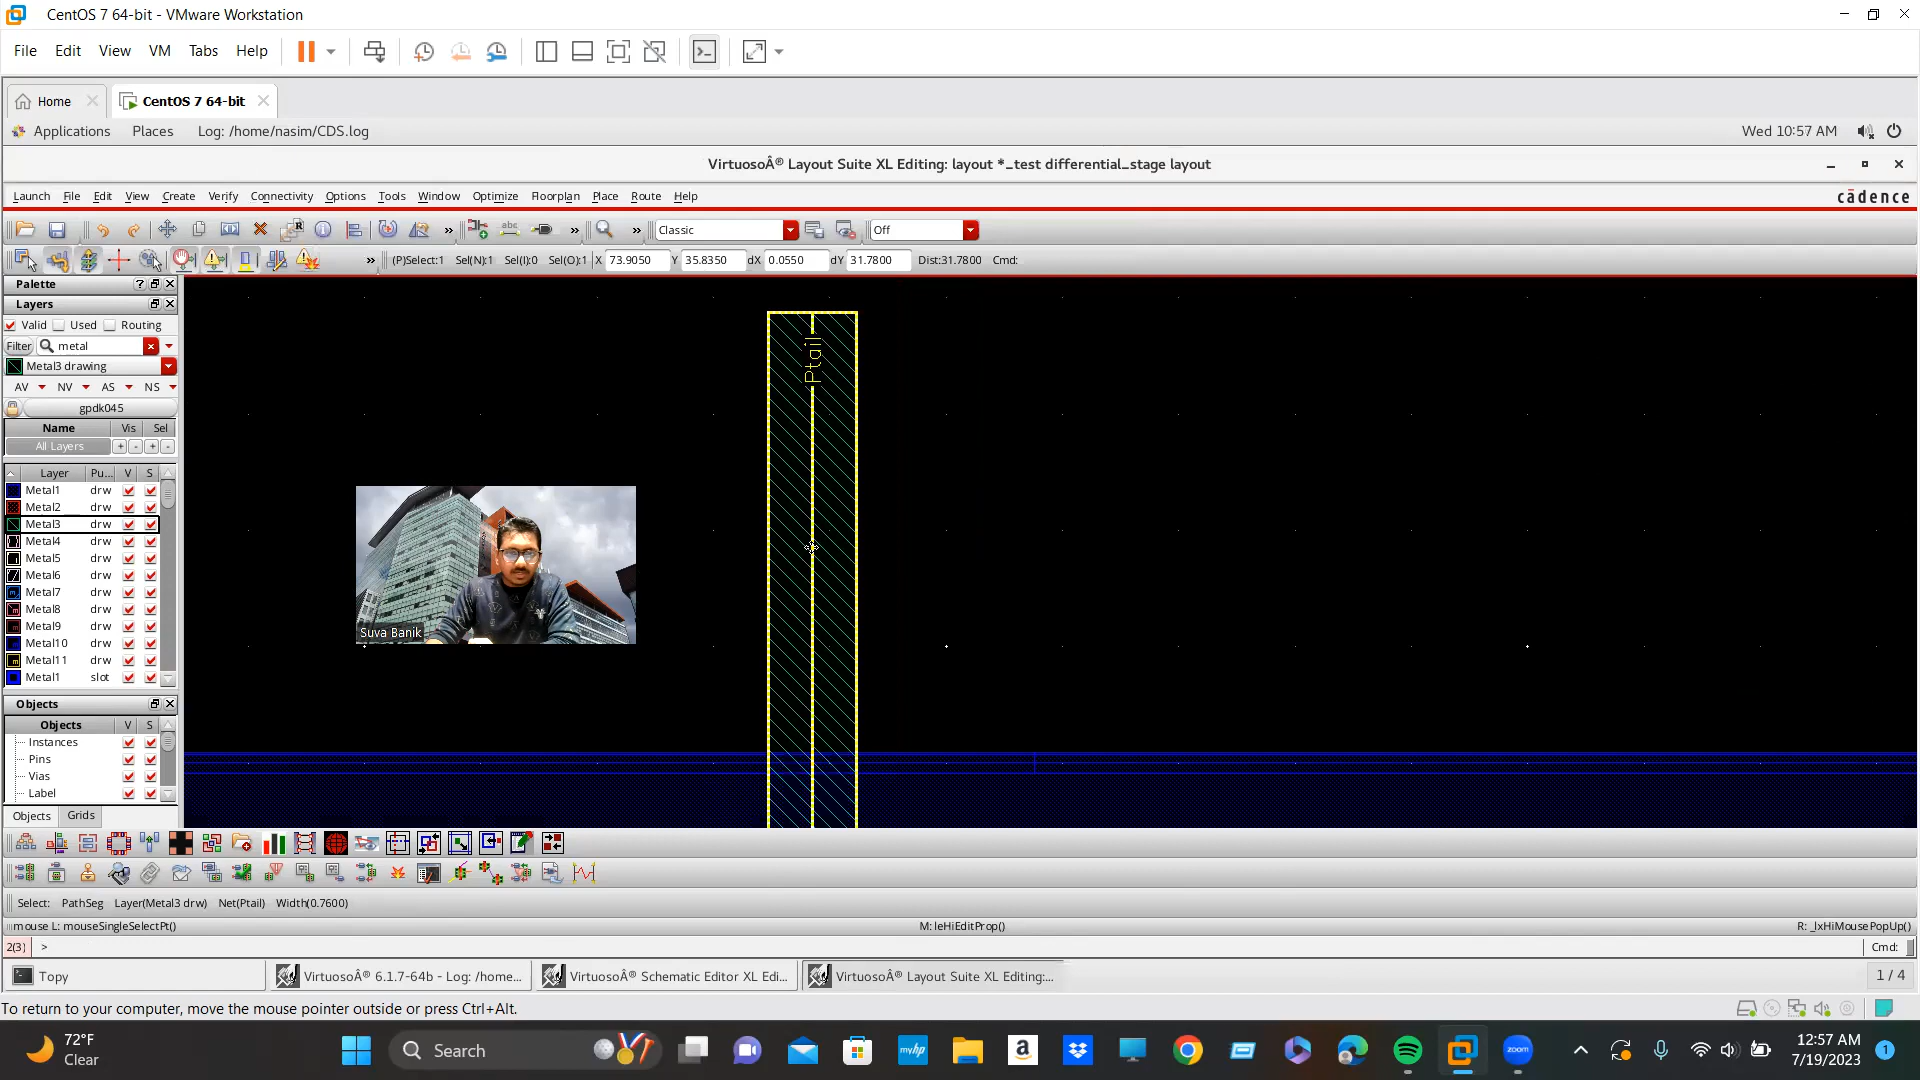 CentOS 7 64-bit - VMware Workstation
File Edit View VM Tabs Help
Home CentOS 7 64-bit
Applications Places Log: /home/nasim/CDS.log Wed 10:57 AM
VirtuosoÂ® Layout Suite XL Editing: layout *_test differential_stage layout
Launch File Edit View Create Verify Connectivity Options Tools Window Optimize Floorplan Place Route Help cādence
Classic Off
(P)Select:1 Sel(N):1 Sel(I):0 Sel(O):1 X 73.9050 Y 35.8350 dX 0.0550 dY 31.7800 Dist:31.7800 Cmd:
Palette
Layers
Valid Used Routing
Filter metal
Metal3 drawing
AV NV AS NS
gpdk045
Name Vis Sel
All Layers + - + -
Layer Pu... V S
Metal1 drw
Metal2 drw
Metal3 drw
Metal4 drw
Metal5 drw
Metal6 drw
Metal7 drw
Metal8 drw
Metal9 drw
Metal10 drw
Metal11 drw
Metal1 slot
Ptail
Suva Banik
Objects
Objects V S
Instances
Pins
Vias
Label
Objects Grids
Select: PathSeg Layer(Metal3 drw) Net(Ptail) Width(0.7600)
mouse L: mouseSingleSelectPt() M: leHiEditProp() R: _lxHiMousePopUp()
2(3) > Cmd:
Topy VirtuosoÂ® 6.1.7-64b - Log: /home... VirtuosoÂ® Schematic Editor XL Edi... VirtuosoÂ® Layout Suite XL Editing:... 1 / 4
To return to your computer, move the mouse pointer outside or press Ctrl+Alt.
72°F
Clear
Search
myhp
zoom
12:57 AM
7/19/2023
1